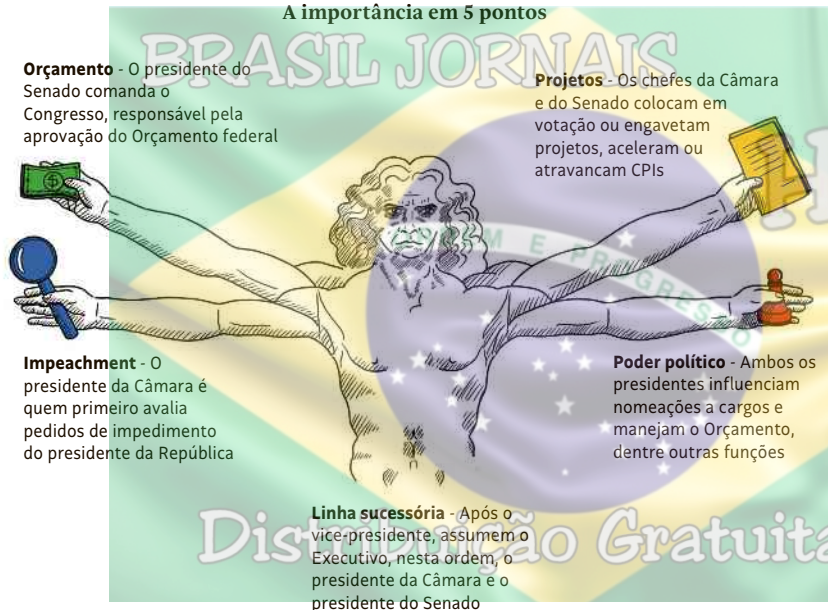 A importância em 5 pontos
BRASIL JORNAIS
Orçamento - O presidente do
Senado comanda o
Congresso, responsável pela
aprovação do Orçamento federal
Projetos - Os chefes da Câmara
e do Senado colocam em
votação ou engavetam
projetos, aceleram ou
atravancam CPIs
E PROGRESSO
Impeachment - O
presidente da Câmara é
quem primeiro avalia
pedidos de impedimento
do presidente da República
Poder político - Ambos os
presidentes influenciam
nomeações a cargos e
manejam o Orçamento,
dentre outras funções
Linha sucessória - Após o
vice-presidente, assumem o
Executivo, nesta ordem, o
presidente da Câmara e o
presidente do Senado
Distribuição Gratuita